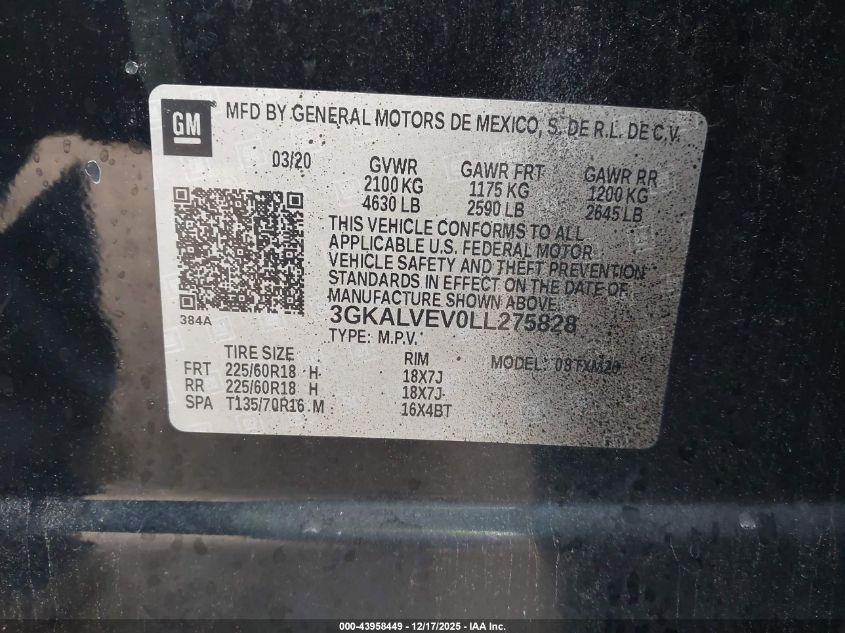 GM
MFD BY GENERAL MOTORS DE MEXICO, S. DE R.L. DE C.V.
03/20 GVWR GAWR FRT GAWR RR
2100 KG 1175 KG 1200 KG
4630 LB 2590 LB 2645 LB
THIS VEHICLE CONFORMS TO ALL
APPLICABLE U.S. FEDERAL MOTOR
VEHICLE SAFETY AND THEFT PREVENTION
STANDARDS IN EFFECT ON THE DATE OF
MANUFACTURE SHOWN ABOVE.
384A
3GKALVEV0LL275828
TYPE: M.P.V.
TIRE SIZE RIM MODEL:
FRT 225/60R18 H 18X7J
RR 225/60R18 H 18X7J
SPA T135/70R16 M 16X4BT
000-43958449 - 12/17/2025 - IAA Inc.